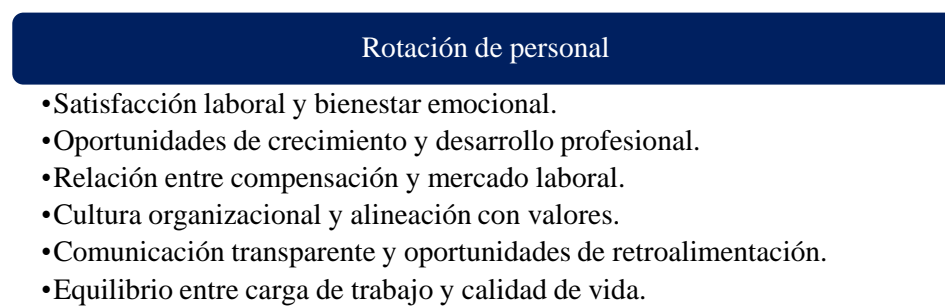 Rotación de personal
•Satisfacción laboral y bienestar emocional.
•Oportunidades de crecimiento y desarrollo profesional.
•Relación entre compensación y mercado laboral.
•Cultura organizacional y alineación con valores.
•Comunicación transparente y oportunidades de retroalimentación.
•Equilibrio entre carga de trabajo y calidad de vida.